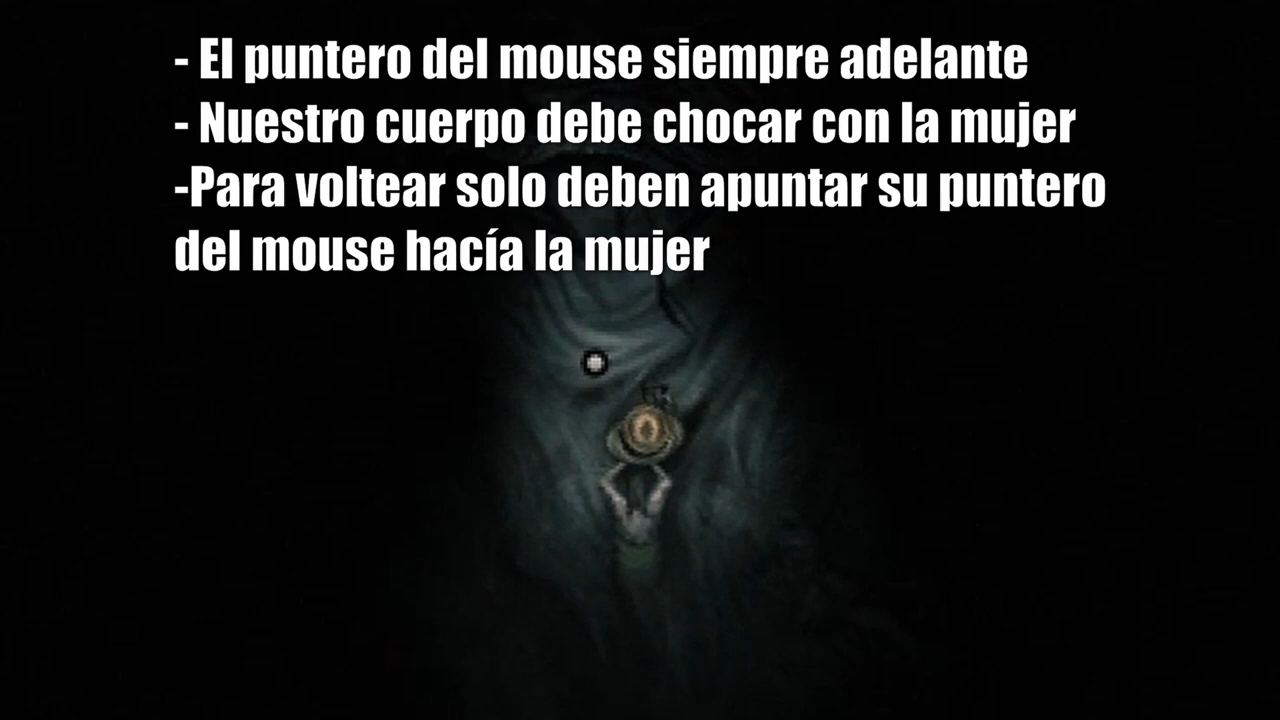 - El puntero del mouse siempre adelante
- Nuestro cuerpo debe chocar con la mujer
-Para voltear solo deben apuntar su puntero
del mouse hacía la mujer